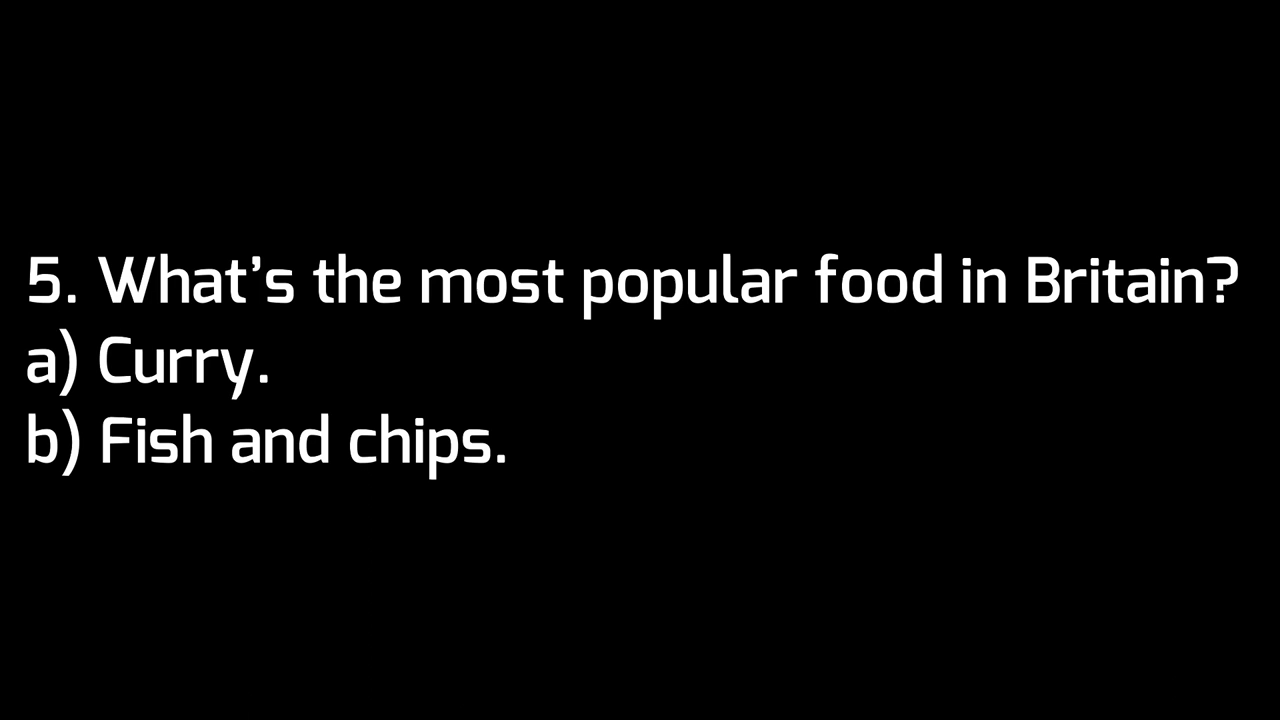 5. What’s the most popular food in Britain?
a) Curry.
b) Fish and chips.